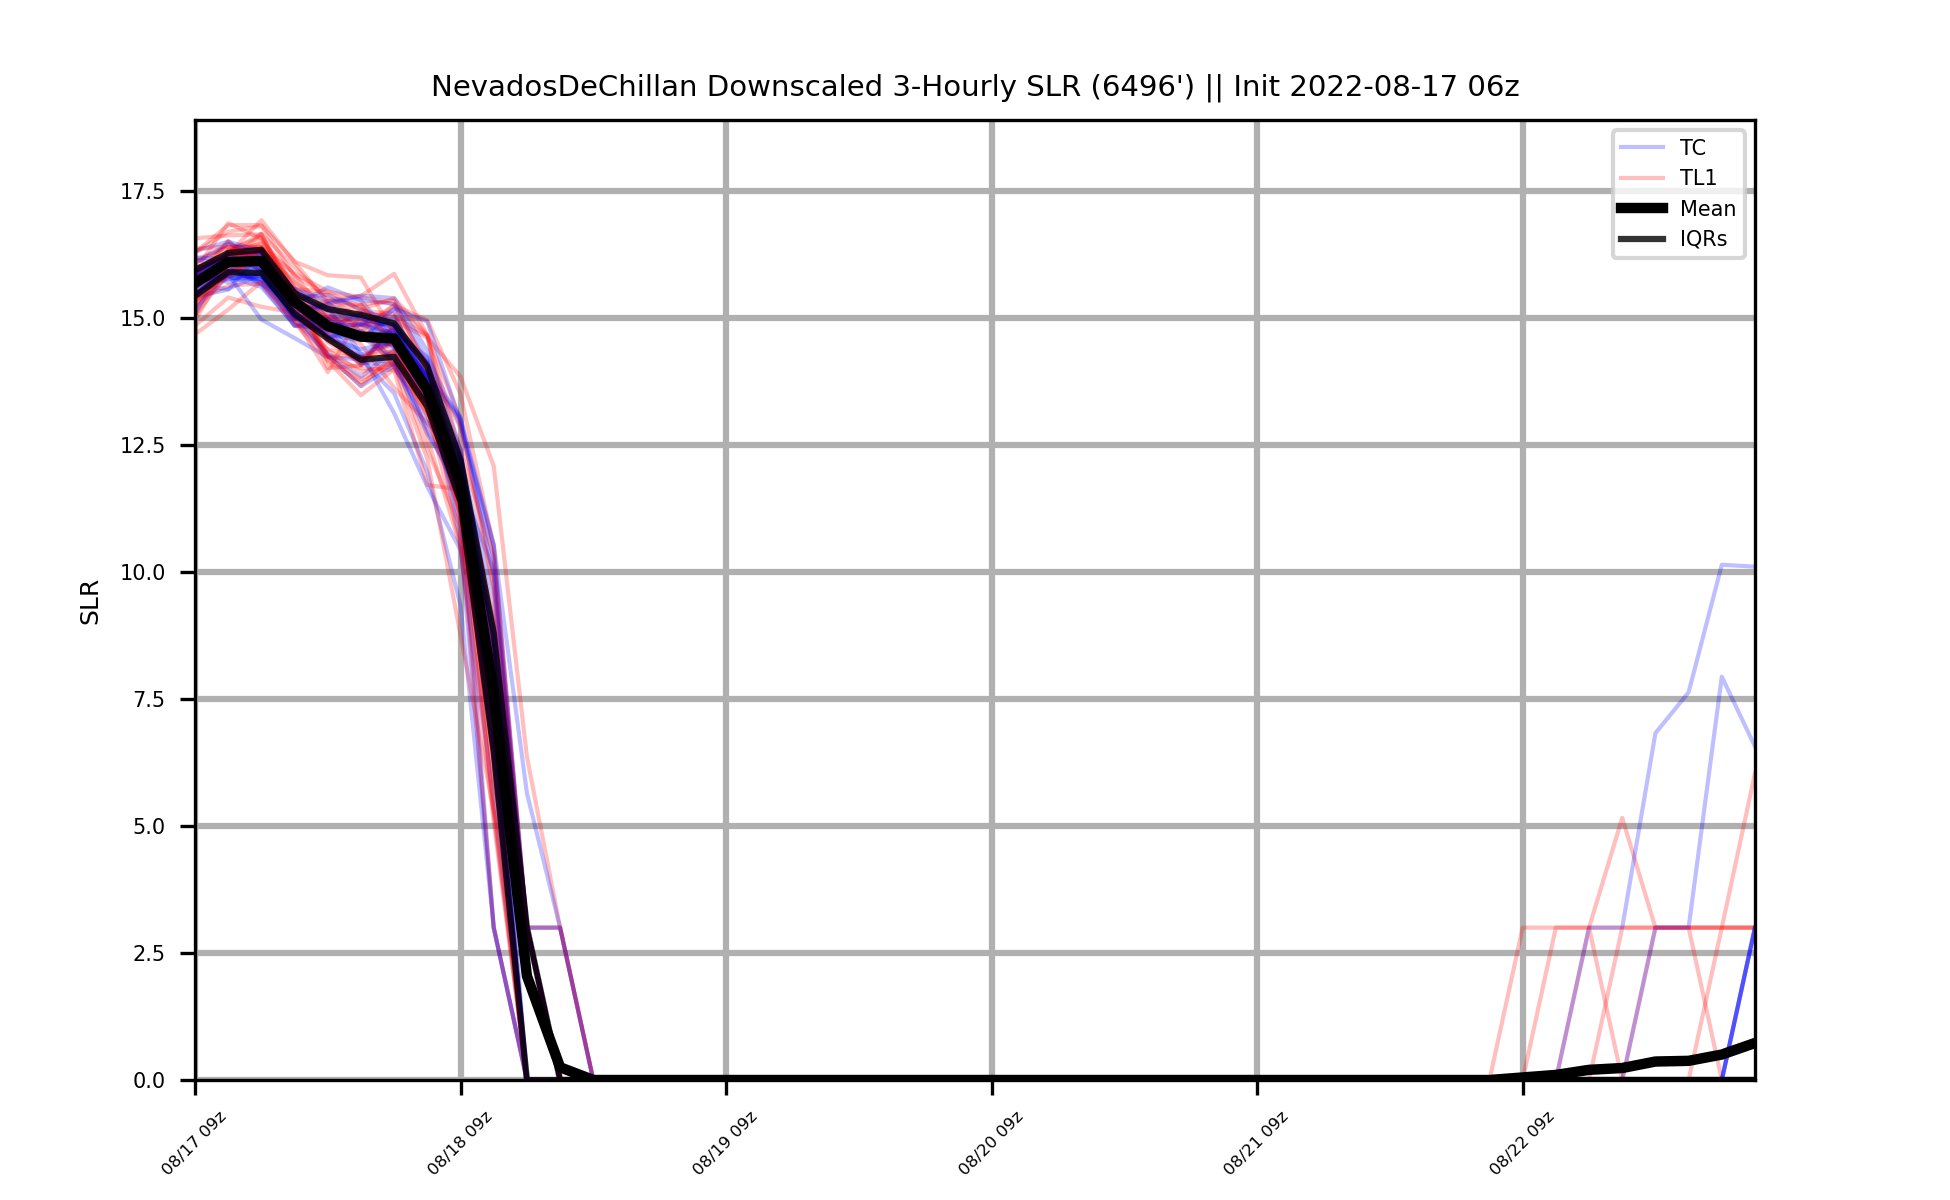 NevadosDeChillan Downscaled 3-Hourly SLR (6496') || Init 2022-08-17 06z
TC
TL1
Mean
IQRs
17.5
15.0
12.5
10.0
7.5
5.0
2.5
0.0
SLR
08/17 09z
08/18 09z
08/19 09z
08/20 09z
08/21 09z
08/22 09z